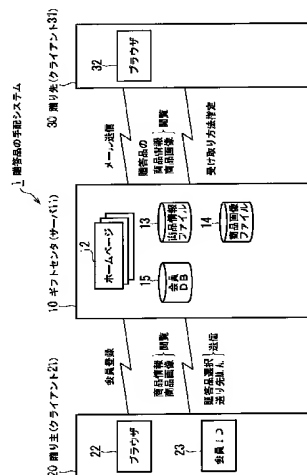 1 贈答品の手配システム
20 贈り主(クライアント21)
22
ブラウザ
23
会員ID
会員登録
商品情報
商品画像
閲覧
贈答品選択
送り先
送信
10 ギフトセンタ(サーバ11)
12
ホームページ
15
会員
DB
13
商品情報
ファイル
14
商品画像
ファイル
メール送信
贈答品の
商品情報
商品画像
閲覧
受け取り方法指定
30 贈り先(クライアント31)
32
ブラウザ